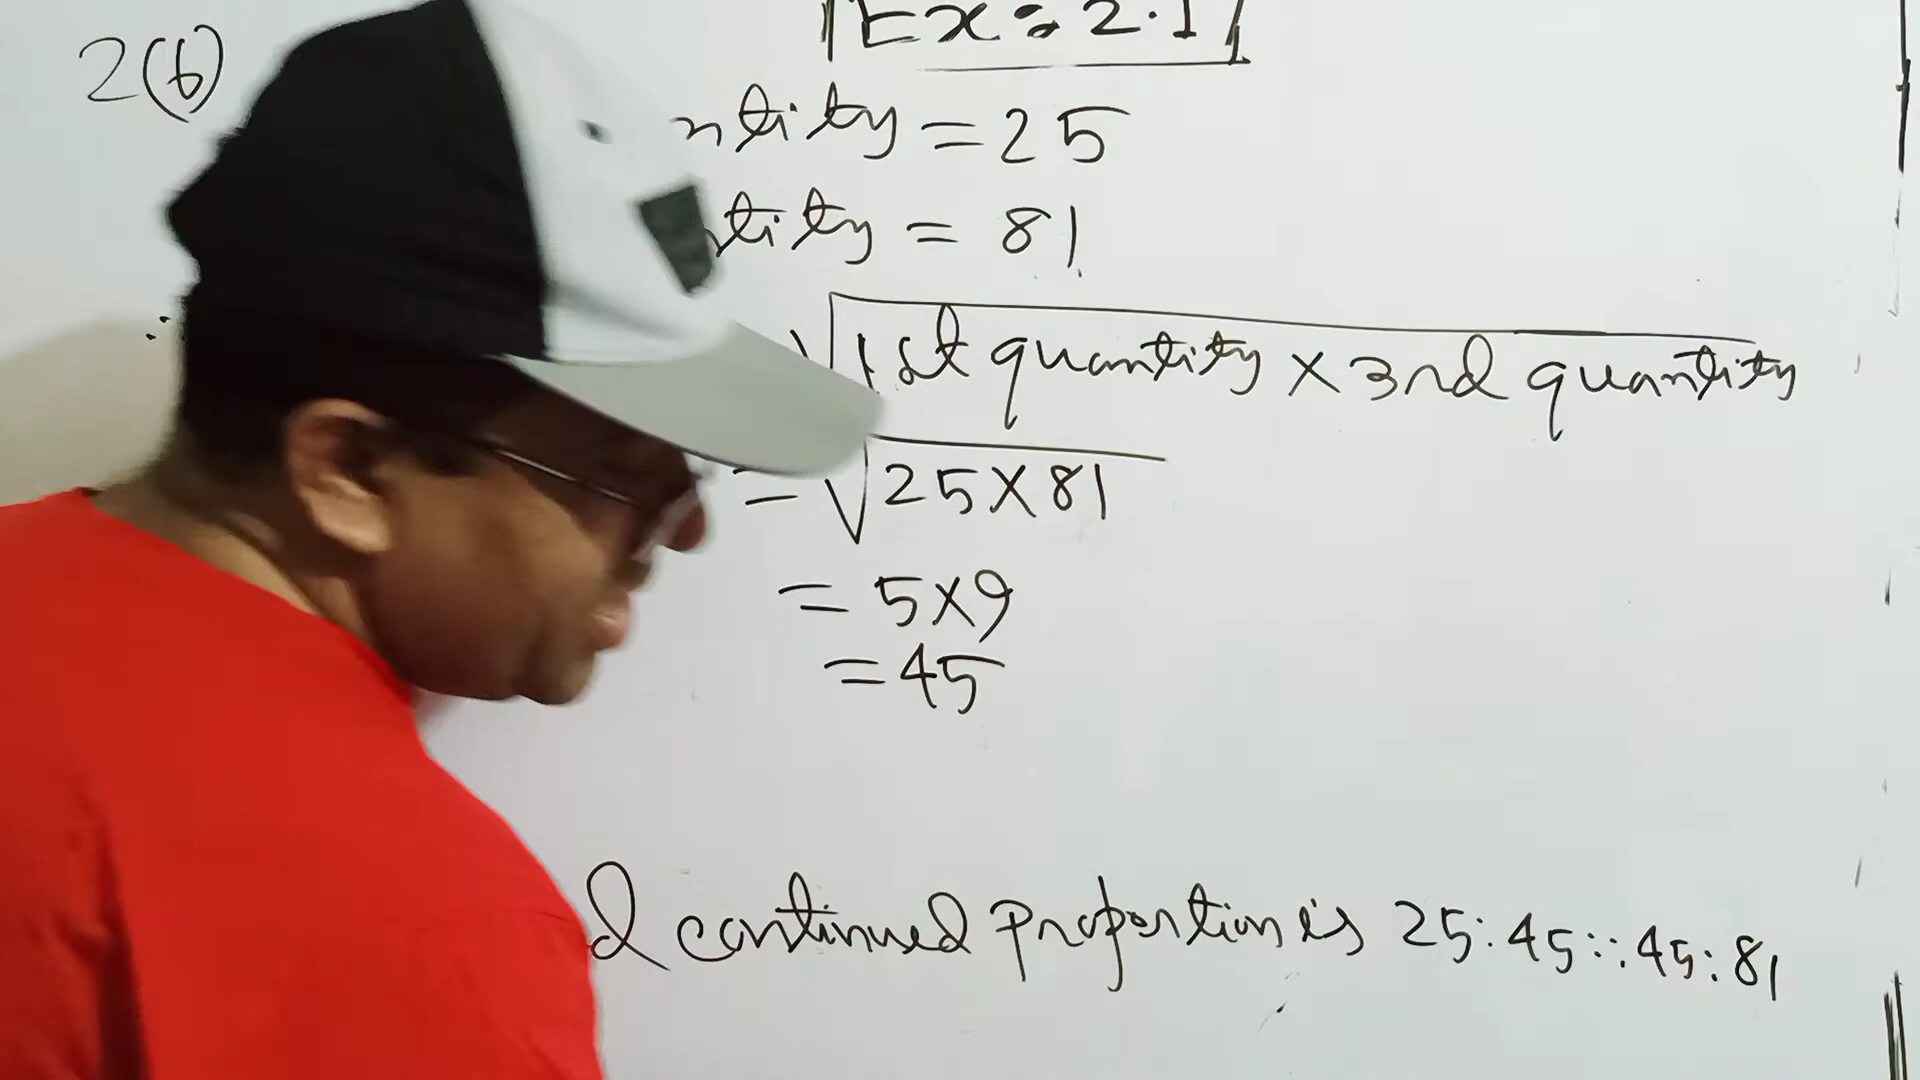 Ex: 2.1
2(b)
ntity = 25
ntity = 81
∴ √1st quantity × 3rd quantity
= √25×81
= 5×9
= 45
d continued proportion is 25:45::45:81